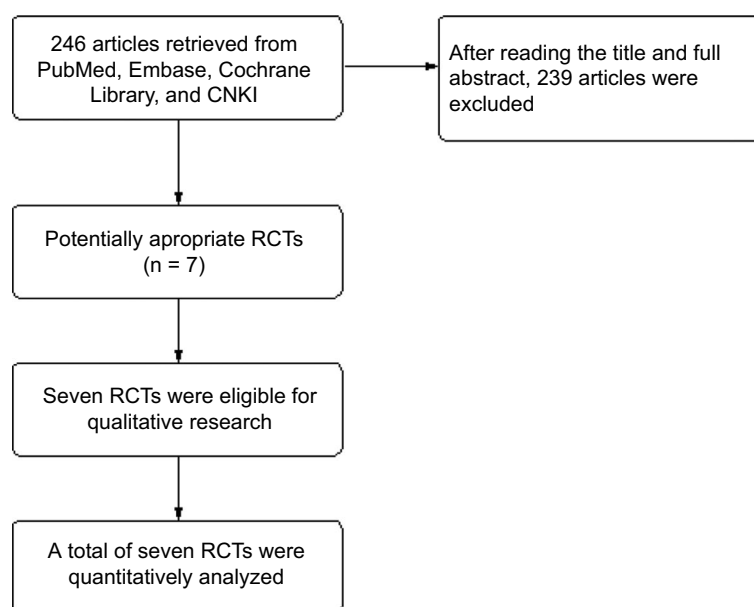 246 articles retrieved from
PubMed, Embase, Cochrane
Library, and CNKI
After reading the title and full
abstract, 239 articles were
excluded
Potentially apropriate RCTs
(n = 7)
Seven RCTs were eligible for
qualitative research
A total of seven RCTs were
quantitatively analyzed